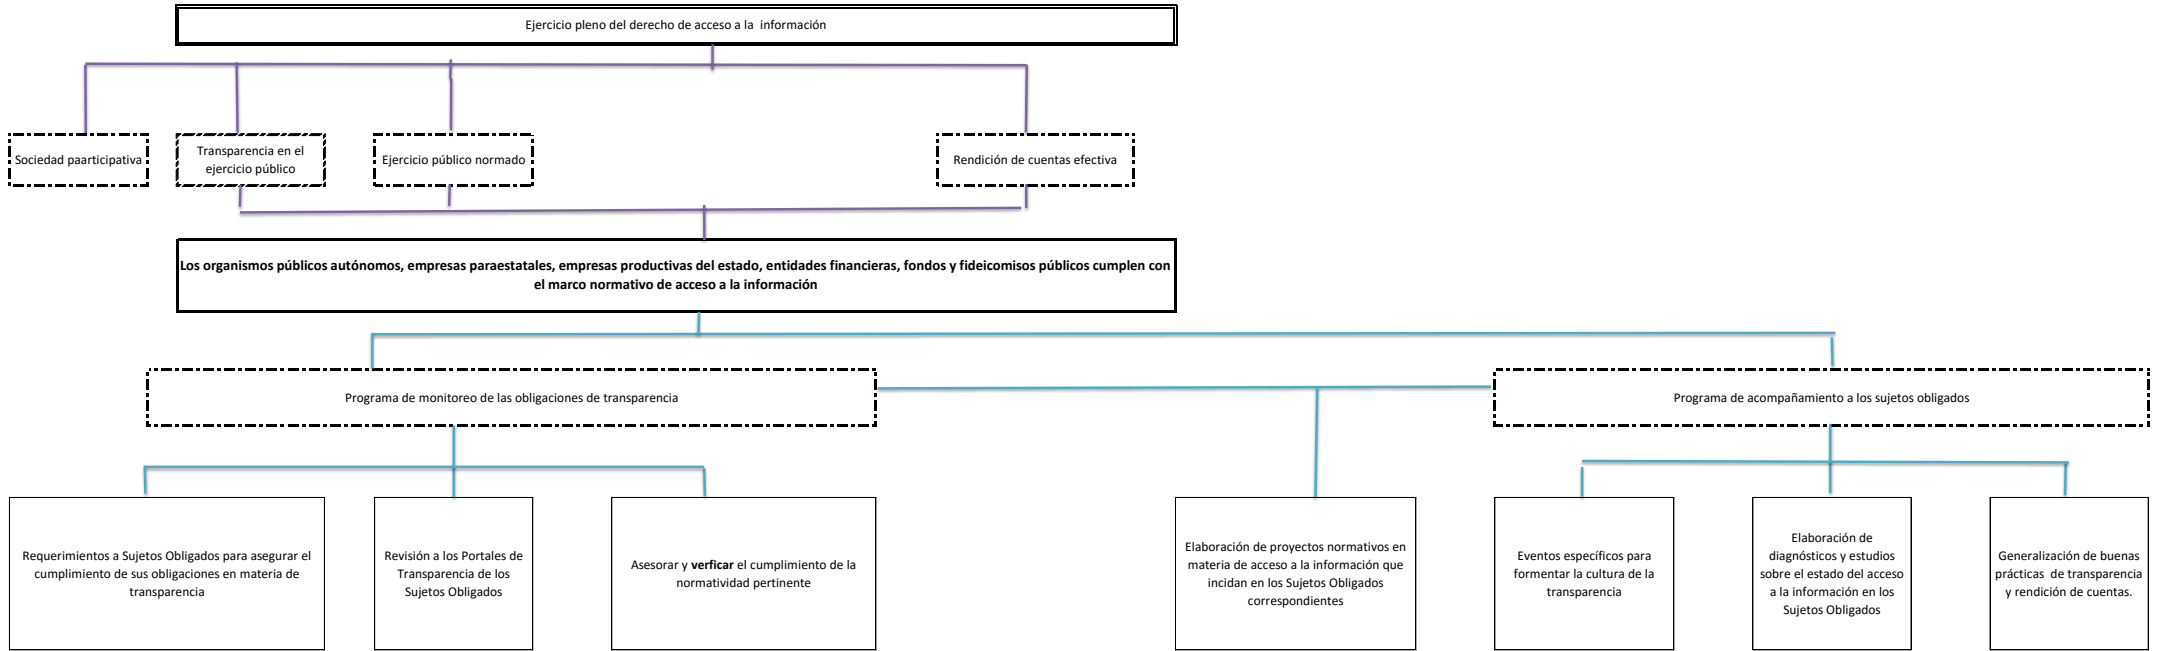 Ejercicio pleno del derecho de acceso a la  información
Sociedad paarticipativa
Transparencia en el
ejercicio público
Ejercicio público normado
Rendición de cuentas efectiva
Los organismos públicos autónomos, empresas paraestatales, empresas productivas del estado, entidades financieras, fondos y fideicomisos públicos cumplen con
el marco normativo de acceso a la información
Programa de monitoreo de las obligaciones de transparencia
Programa de acompañamiento a los sujetos obligados
Requerimientos a Sujetos Obligados para asegurar el
cumplimiento de sus obligaciones en materia de
transparencia
Revisión a los Portales de
Transparencia de los
Sujetos Obligados
Asesorar y verficar el cumplimiento de la
normatividad pertinente
Elaboración de proyectos normativos en
materia de acceso a la información que
incidan en los Sujetos Obligados
correspondientes
Eventos específicos para
formentar la cultura de la
transparencia
Elaboración de
diagnósticos y estudios
sobre el estado del acceso
a la información en los
Sujetos Obligados
Generalización de buenas
prácticas  de transparencia
y rendición de cuentas.